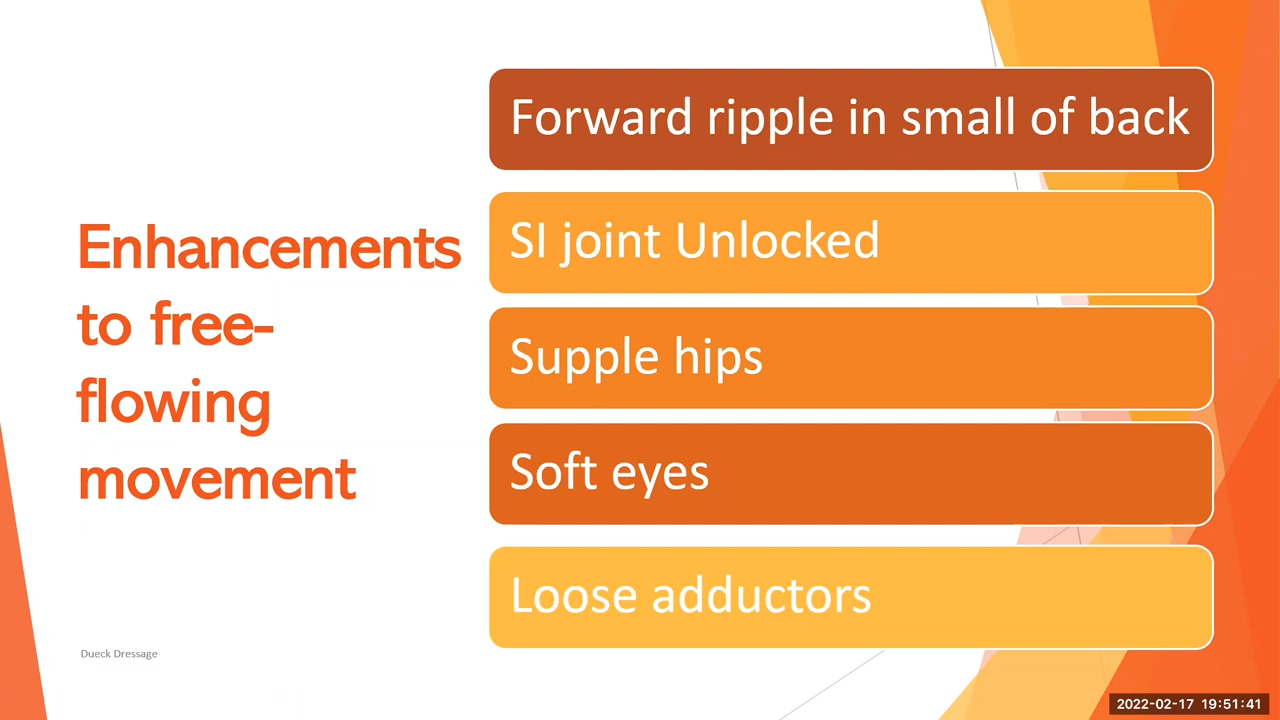 Enhancements
to free-
flowing
movement
Forward ripple in small of back
SI joint Unlocked
Supple hips
Soft eyes
Loose adductors
Dueck Dressage
2022-02-17 19:51:41